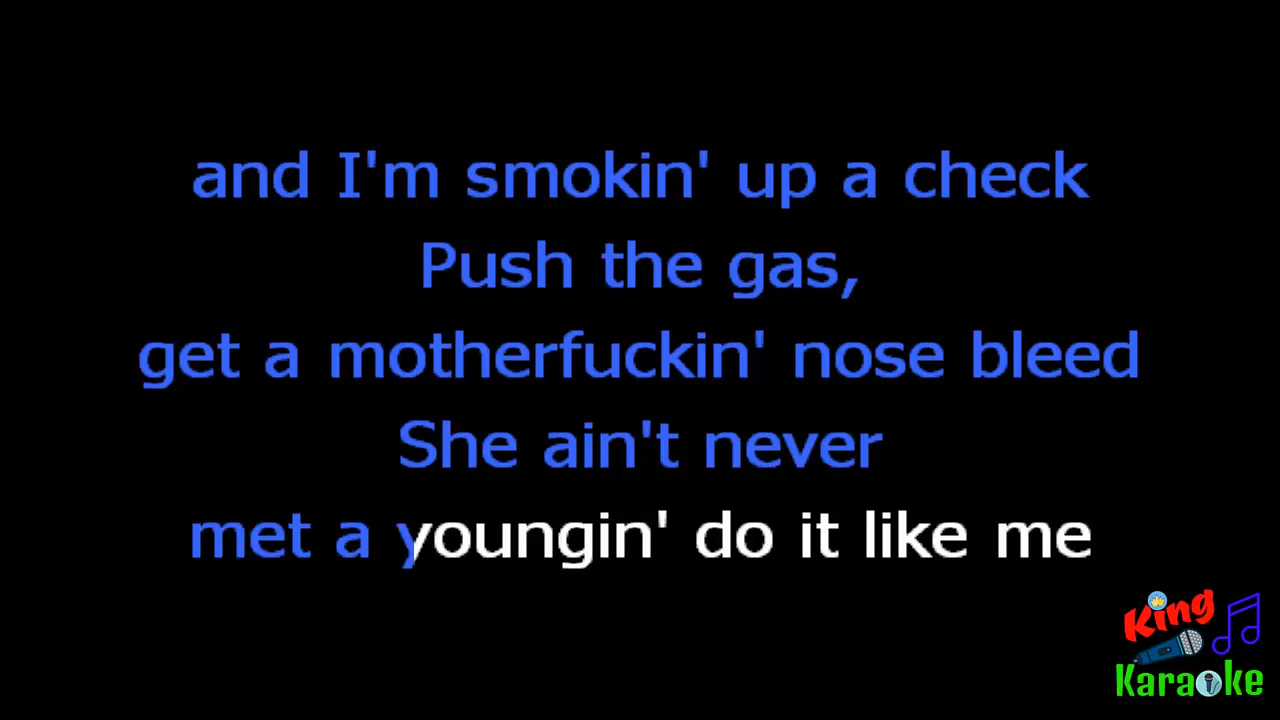 and I'm smokin' up a check
Push the gas,
get a motherfuckin' nose bleed
She ain't never
met a youngin' do it like me
King
Karaoke